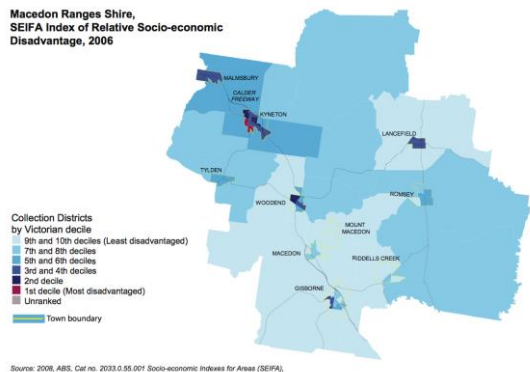 Macedon Ranges Shire,
SEIFA Index of Relative Socio-economic
Disadvantage, 2006
MALMSBURY
CALDER
FREEWAY
KYNETON
LANCEFIELD
TYLDEN
ROMSEY
WOODEND
MOUNT
MACEDON
MACEDON
RIDDELLS CREEK
GISBORNE
Collection Districts
by Victorian decile
9th and 10th deciles (Least disadvantaged)
7th and 8th deciles
5th and 6th deciles
3rd and 4th deciles
2nd decile
1st decile (Most disadvantaged)
Unranked
Town boundary
Source: 2008, ABS, Cat no. 2033.0.55.001 Socio-economic Indexes for Areas (SEIFA),